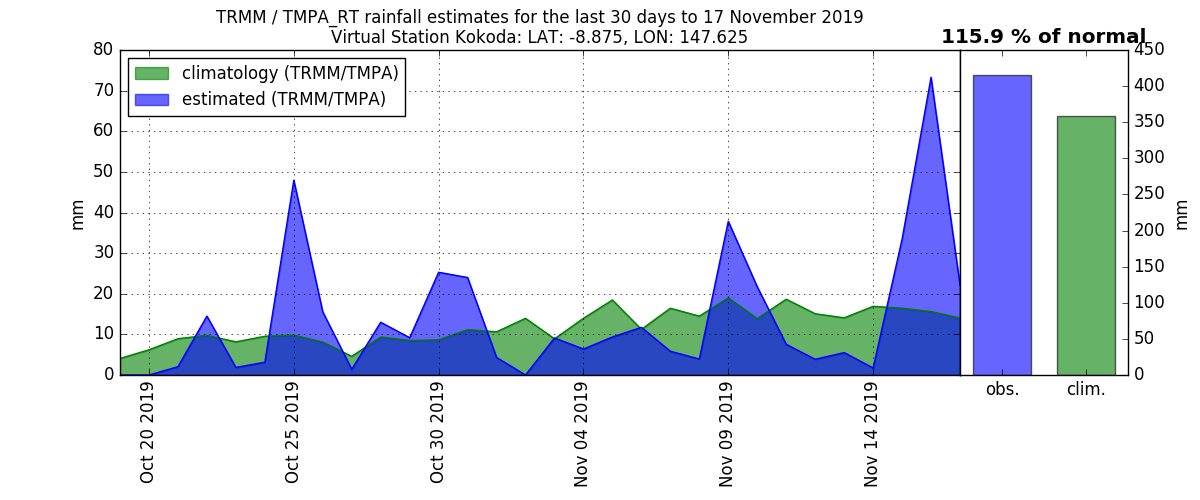 TRMM / TMPA_RT rainfall estimates for the last 30 days to 17 November 2019
Virtual Station Kokoda: LAT: -8.875, LON: 147.625
115.9 % of normal
climatology (TRMM/TMPA)
estimated (TRMM/TMPA)
mm
80
70
60
50
40
30
20
10
0
Oct 20 2019
Oct 25 2019
Oct 30 2019
Nov 04 2019
Nov 09 2019
Nov 14 2019
450
400
350
300
250
200
150
100
50
0
mm
obs.
clim.